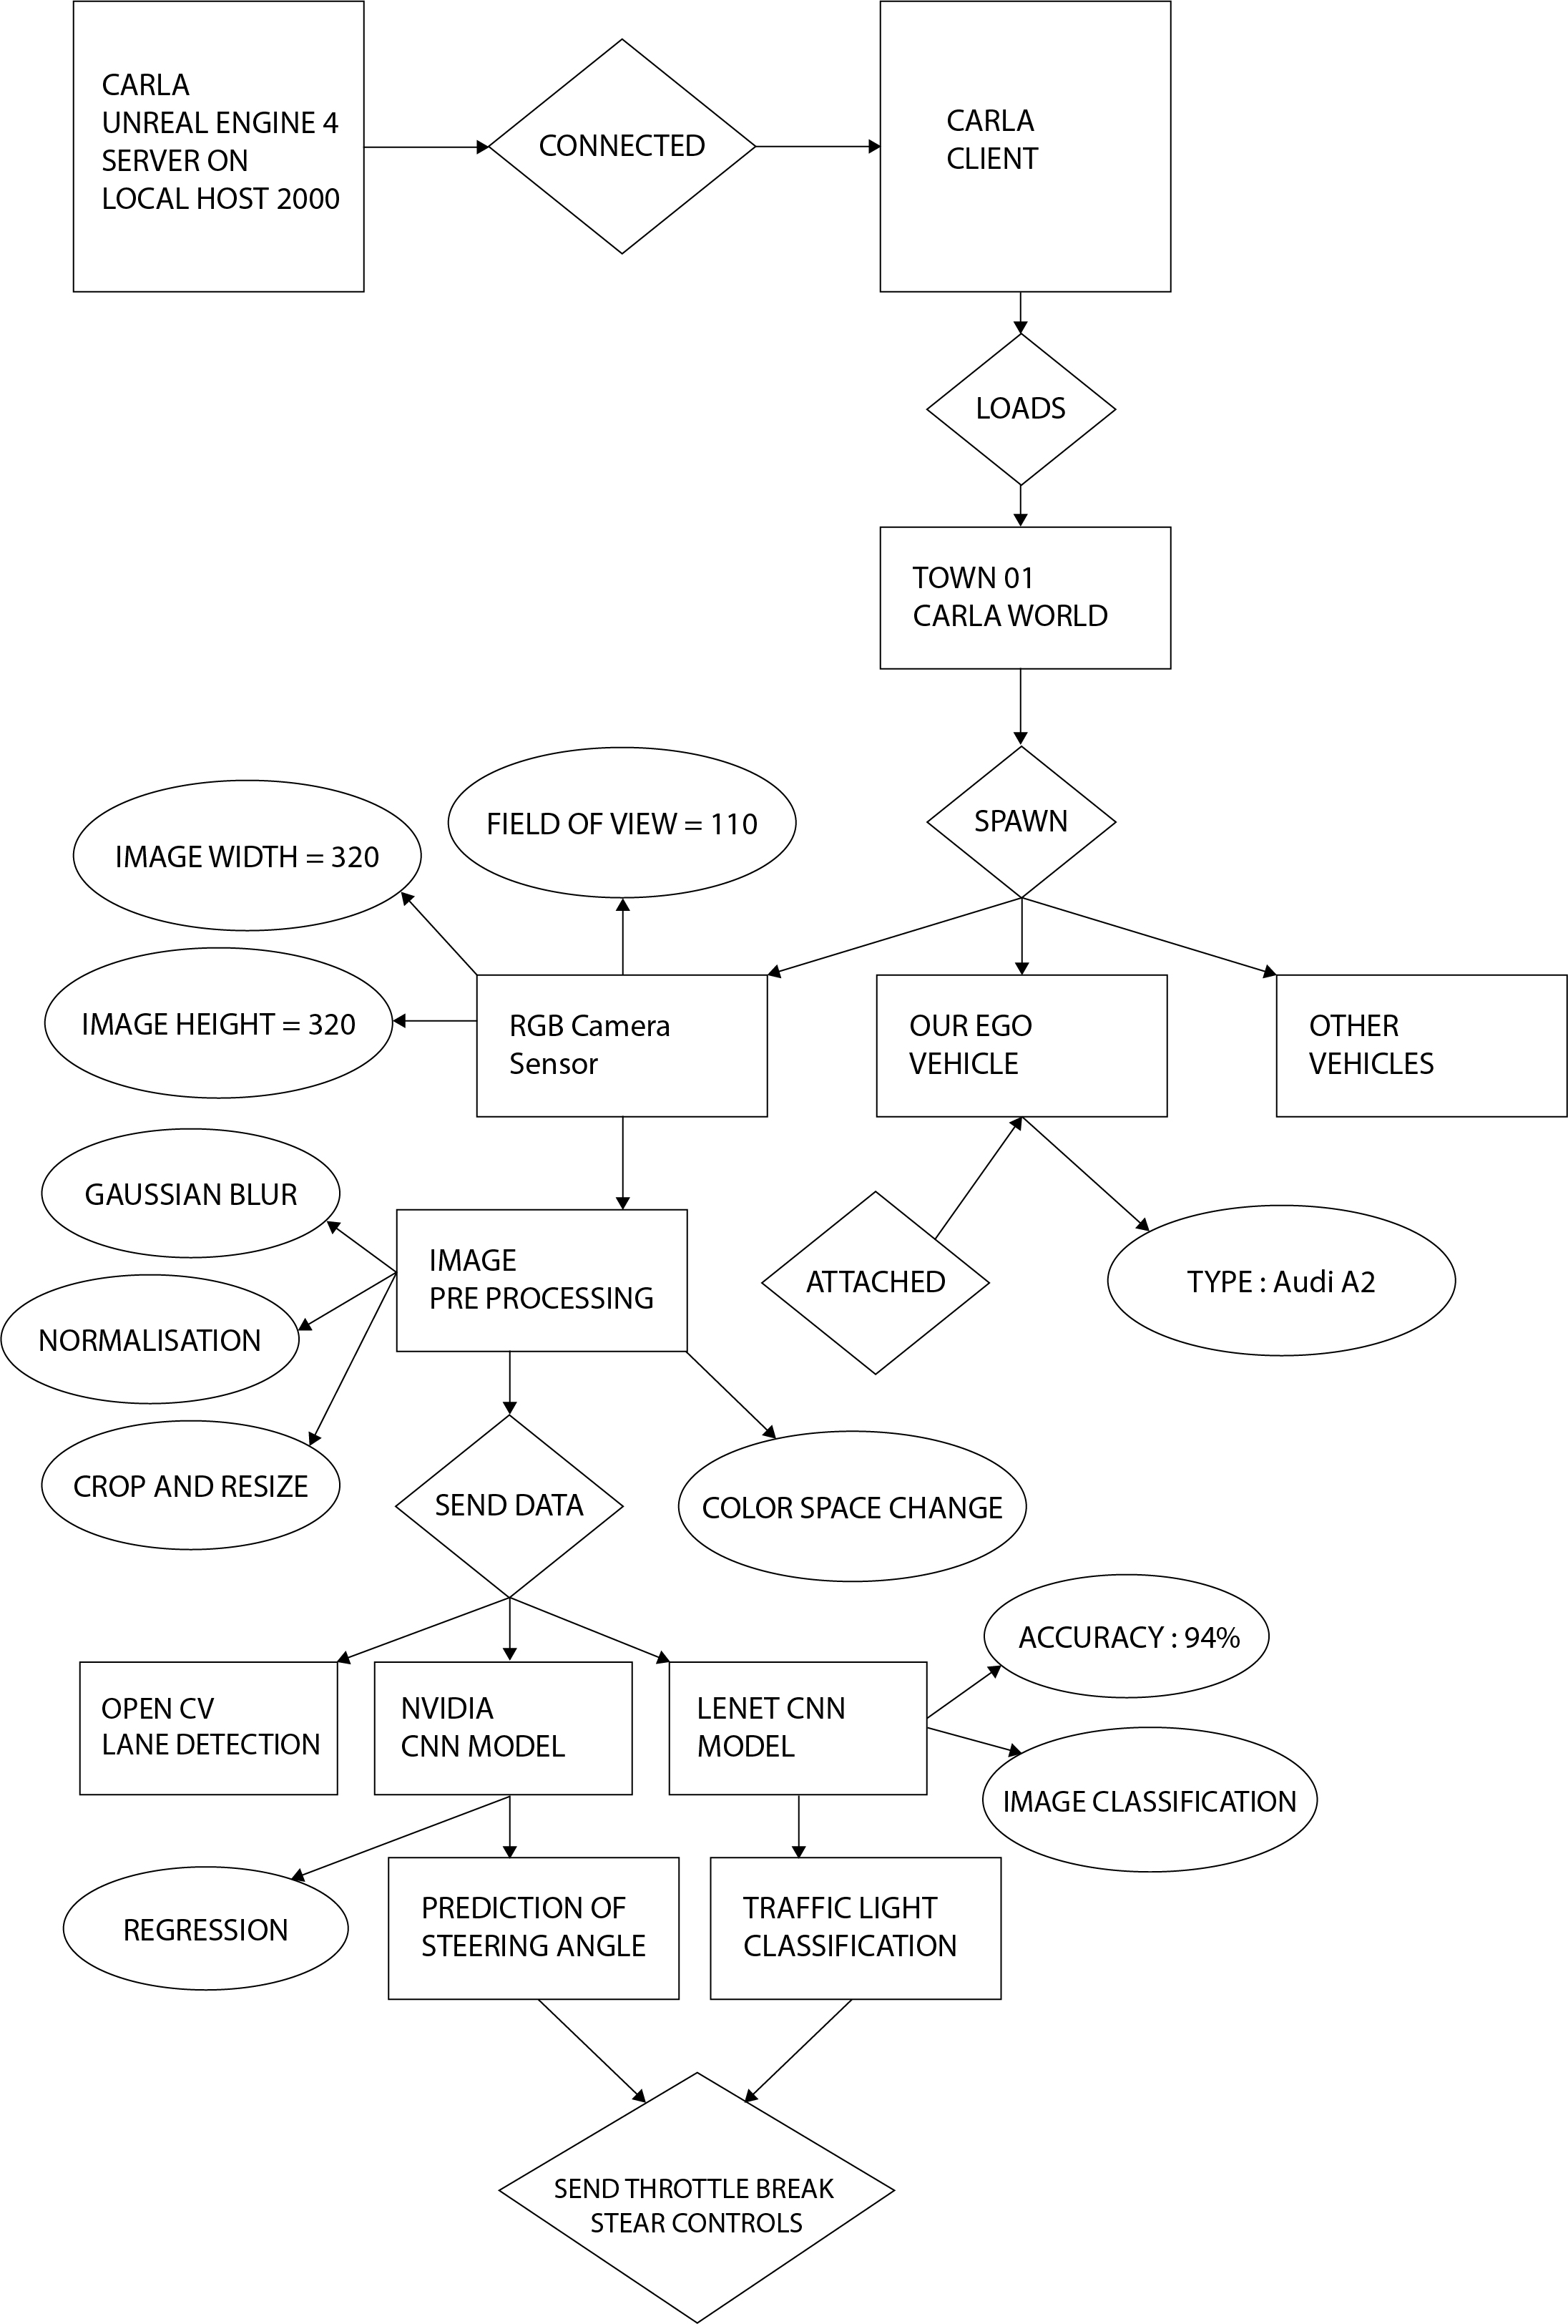 CARLA
UNREAL ENGINE 4
SERVER ON
LOCAL HOST 2000
CONNECTED
CARLA
CLIENT
LOADS
TOWN 01
CARLA WORLD
SPAWN
FIELD OF VIEW = 110
IMAGE WIDTH = 320
IMAGE HEIGHT = 320
RGB Camera
Sensor
OUR EGO
VEHICLE
OTHER
VEHICLES
GAUSSIAN BLUR
NORMALISATION
CROP AND RESIZE
IMAGE
PRE PROCESSING
ATTACHED
TYPE : Audi A2
SEND DATA
COLOR SPACE CHANGE
OPEN CV
LANE DETECTION
NVIDIA
CNN MODEL
LENET CNN
MODEL
ACCURACY : 94%
IMAGE CLASSIFICATION
REGRESSION
PREDICTION OF
STEERING ANGLE
TRAFFIC LIGHT
CLASSIFICATION
SEND THROTTLE BREAK
STEAR CONTROLS